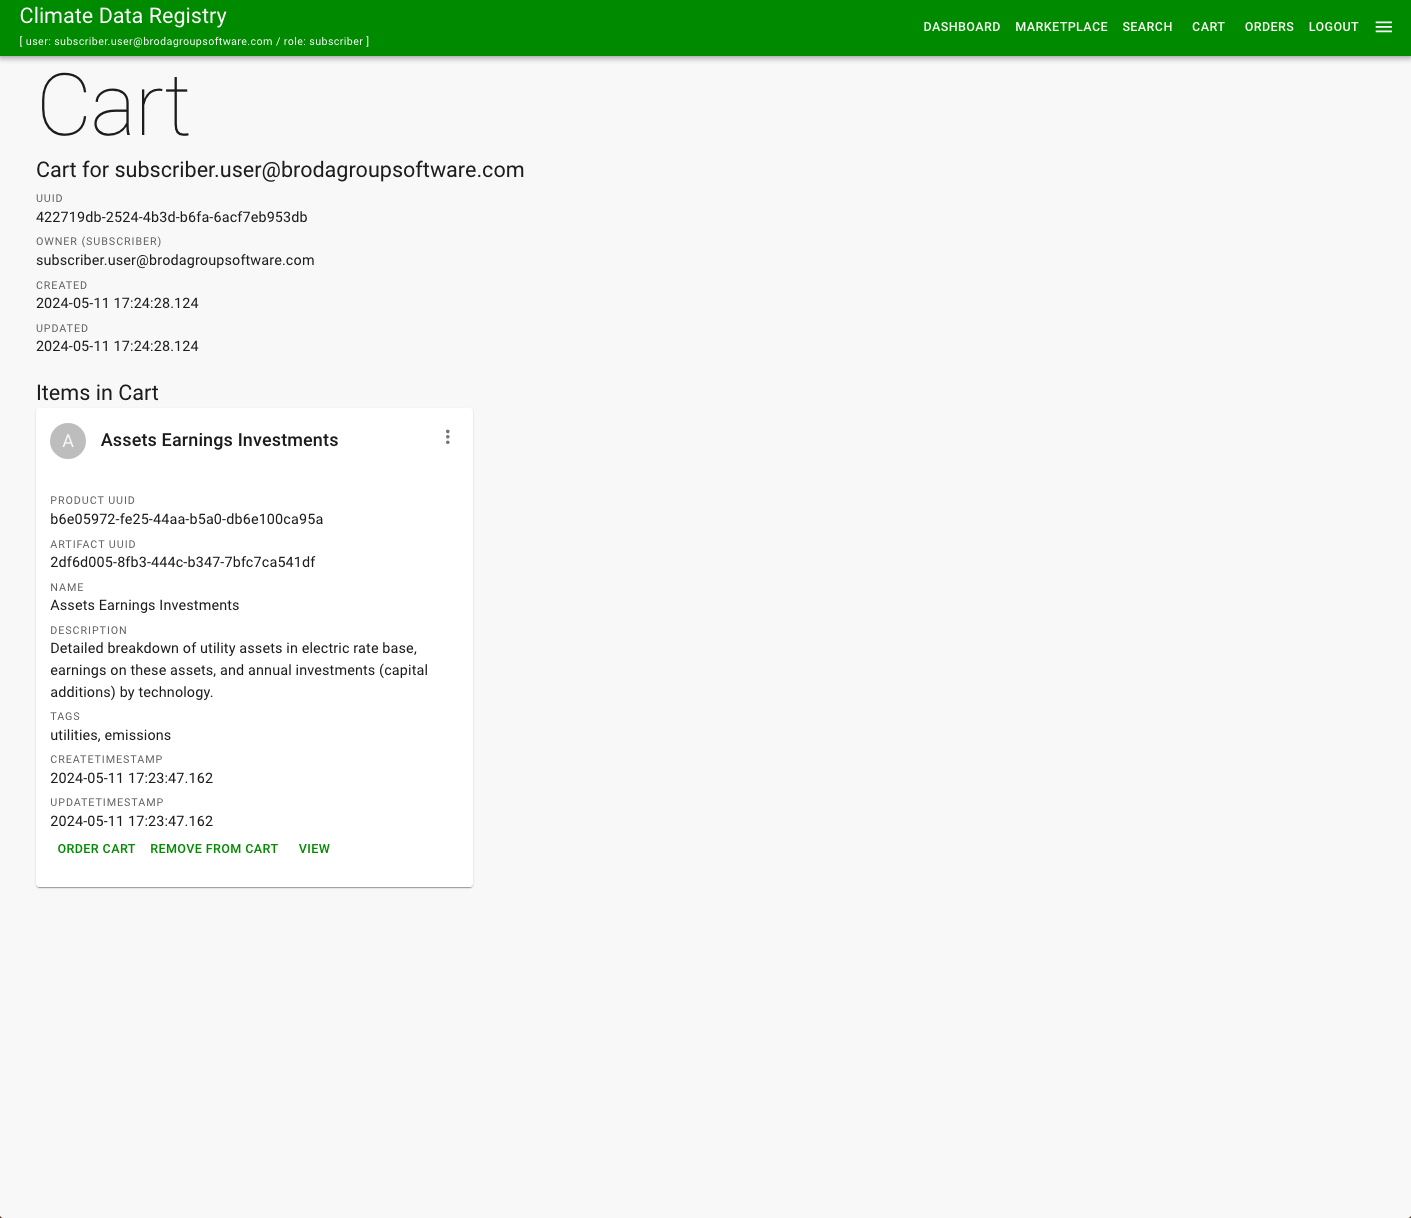 Climate Data Registry
[ user: subscriber.user@brodagroupsoftware.com / role: subscriber ]
DASHBOARD MARKETPLACE SEARCH CART ORDERS LOGOUT
Cart
Cart for subscriber.user@brodagroupsoftware.com
UUID
422719db-2524-4b3d-b6fa-6acf7eb953db
OWNER (SUBSCRIBER)
subscriber.user@brodagroupsoftware.com
CREATED
2024-05-11 17:24:28.124
UPDATED
2024-05-11 17:24:28.124
Items in Cart
A Assets Earnings Investments
PRODUCT UUID
b6e05972-fe25-44aa-b5a0-db6e100ca95a
ARTIFACT UUID
2df6d005-8fb3-444c-b347-7bfc7ca541df
NAME
Assets Earnings Investments
DESCRIPTION
Detailed breakdown of utility assets in electric rate base,
earnings on these assets, and annual investments (capital
additions) by technology.
TAGS
utilities, emissions
CREATETIMESTAMP
2024-05-11 17:23:47.162
UPDATETIMESTAMP
2024-05-11 17:23:47.162
ORDER CART REMOVE FROM CART VIEW